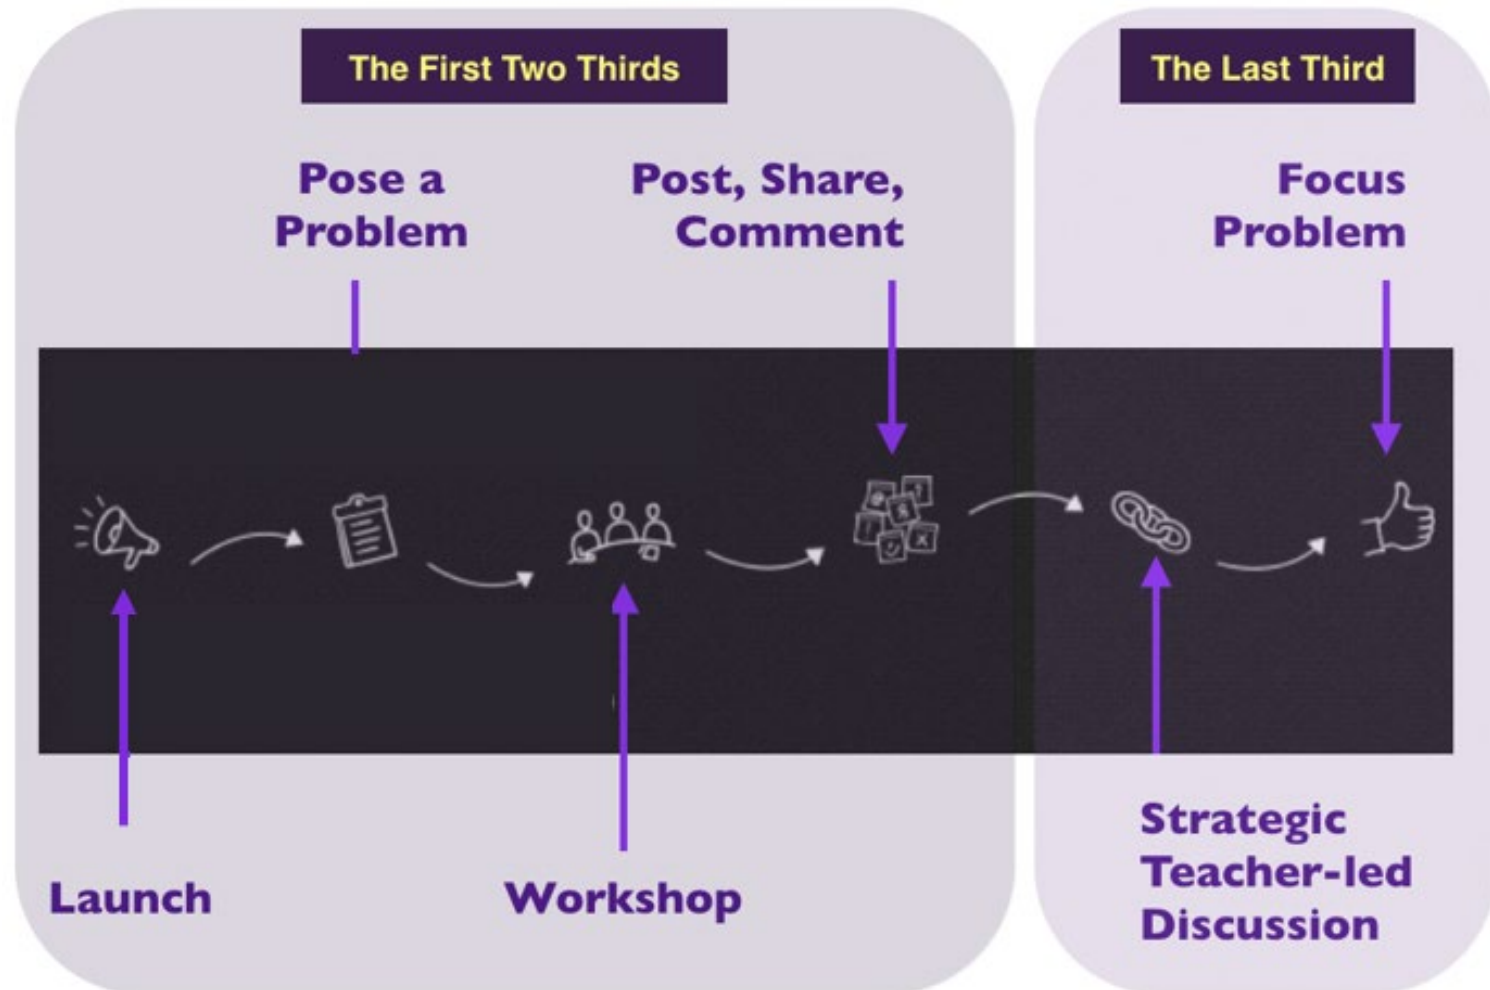 The First Two Thirds
The Last Third
Pose a
Problem
Post, Share,
Comment
Focus
Problem
Launch
Workshop
Strategic
Teacher-led
Discussion